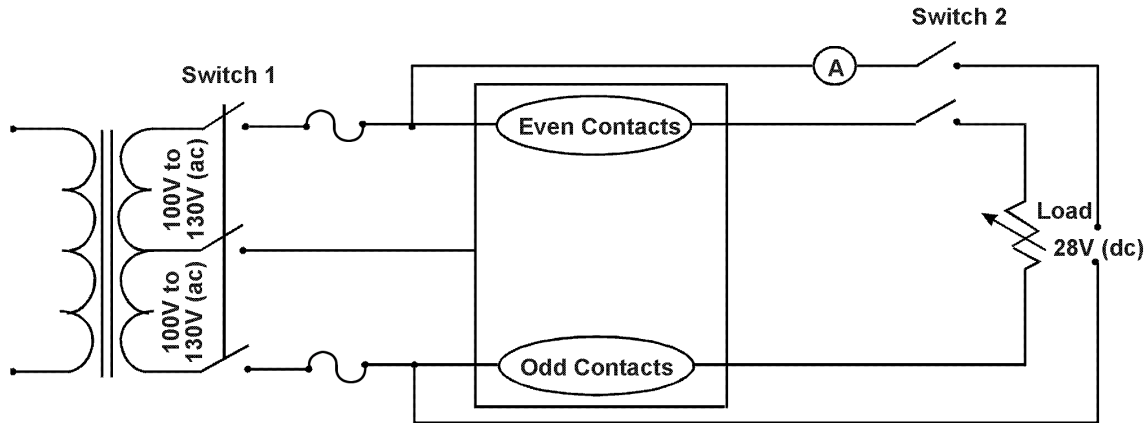 Switch 2
A
Switch 1
Even Contacts
100V to
130V (ac)
Load
28V (dc)
100V to
130V (ac)
Odd Contacts